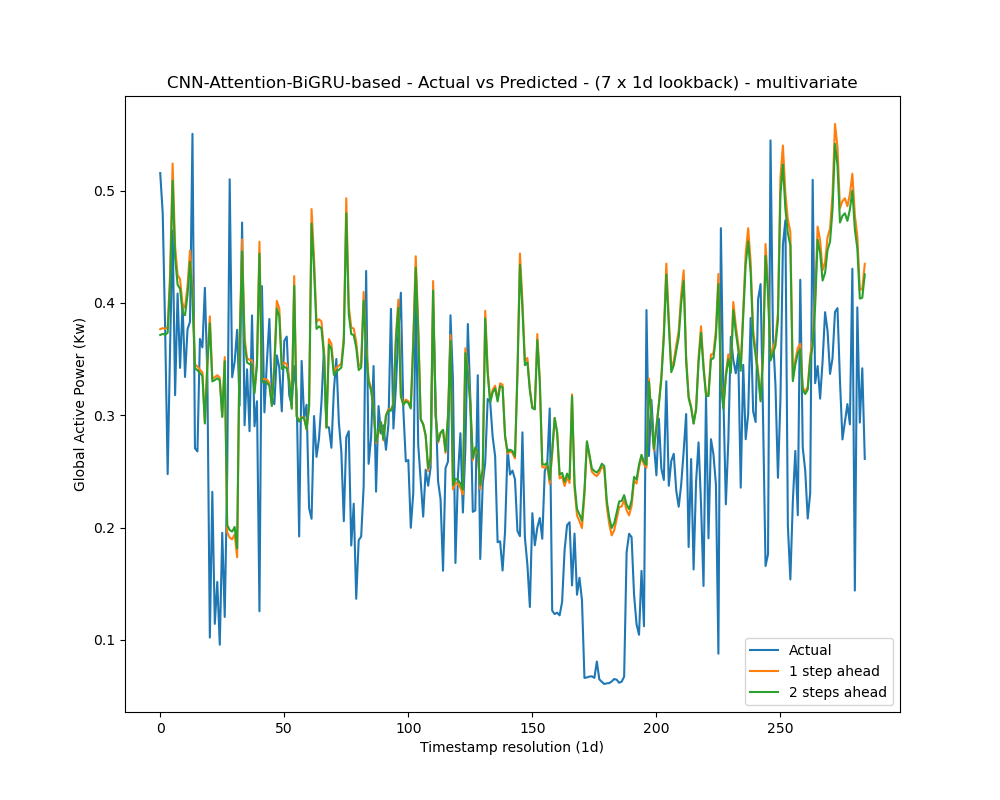 CNN-Attention-BiGRU-based - Actual vs Predicted - (7 x 1d lookback) - multivariate
Global Active Power (Kw)
0.5
0.4
0.3
0.2
0.1
0 50 100 150 200 250
Timestamp resolution (1d)
Actual
1 step ahead
2 steps ahead